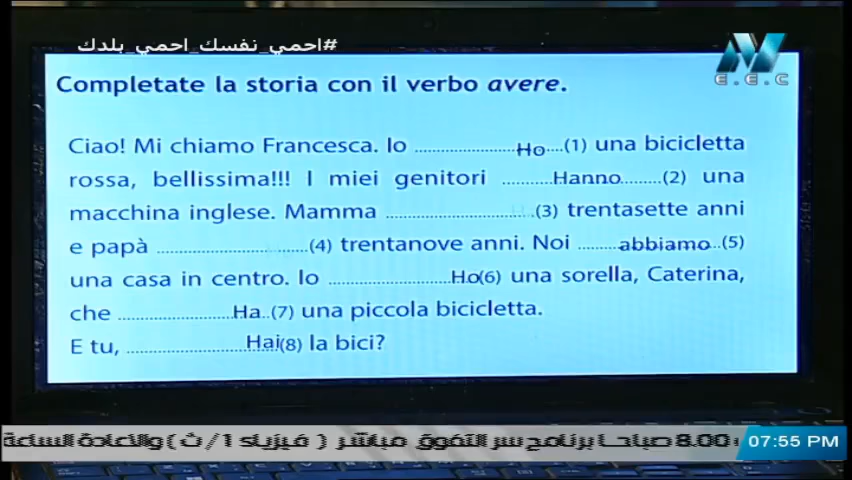 #احمي_نفسك_احمي_بلدك
E.E.C
Completate la storia con il verbo avere.
Ciao! Mi chiamo Francesca. Io ........................Ho....(1) una bicicletta
rossa, bellissima!!! I miei genitori ..........Hanno........(2) una
macchina inglese. Mamma ........................(3) trentasette anni
e papà ........................(4) trentanove anni. Noi ........abbiamo..(5)
una casa in centro. Io ........................Ho(6) una sorella, Caterina,
che ......................Ha..(7) una piccola bicicletta.
E tu, ........................Hai(8) la bici?
8.00 صباحا برنامج سر التفوق مباشر ( فيزياء 1/ ث ) والاعادة الساعة
07:55 PM